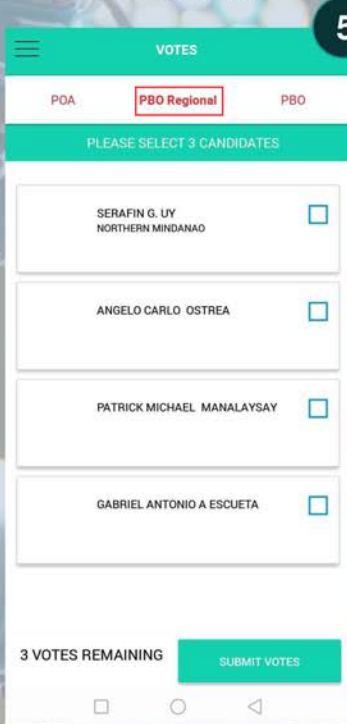 5
VOTES
POA PBO Regional PBO
PLEASE SELECT 3 CANDIDATES
SERAFIN G. UY
NORTHERN MINDANAO
ANGELO CARLO OSTREA
PATRICK MICHAEL MANALAYSAY
GABRIEL ANTONIO A ESCUETA
3 VOTES REMAINING SUBMIT VOTES